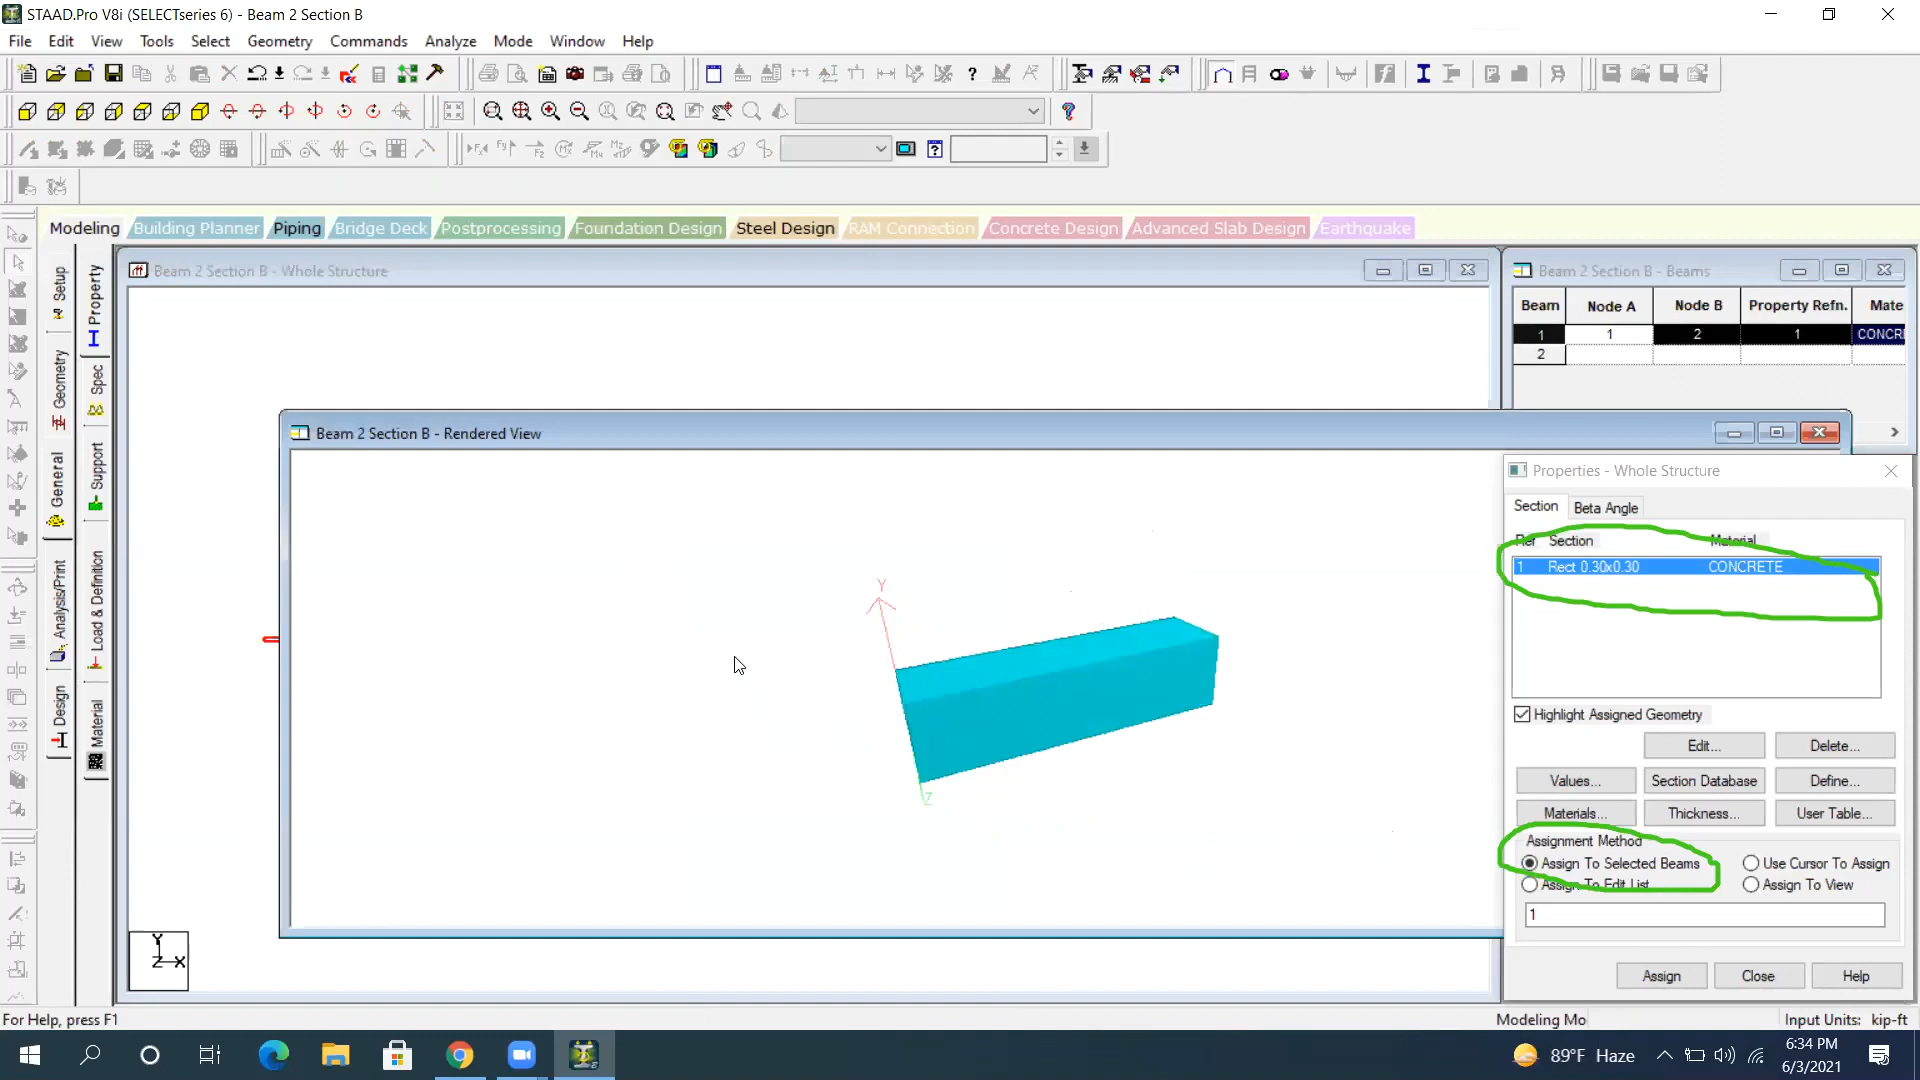 STAAD.Pro V8i (SELECTseries 6) - Beam 2 Section B
File Edit View Tools Select Geometry Commands Analyze Mode Window Help
Modeling Building Planner Piping Bridge Deck Postprocessing Foundation Design Steel Design RAM Connection Concrete Design Advanced Slab Design Earthquake
Setup
Geometry
General
Analysis/Print
Design
Property
Spec
Support
Load & Definition
Material
Beam 2 Section B - Whole Structure
Beam 2 Section B - Beams
Beam Node A Node B Property Refn. Mate
1 1 2 1 CONCR
2
Beam 2 Section B - Rendered View
Y
Z
Y
Z X
Properties - Whole Structure
Section Beta Angle
Ref Section Material
1 Rect 0.30x0.30 CONCRETE
Highlight Assigned Geometry
Edit... Delete...
Values... Section Database Define...
Materials... Thickness... User Table...
Assignment Method
Assign To Selected Beams Use Cursor To Assign
Assign To Edit List Assign To View
1
Assign Close Help
For Help, press F1
Modeling Mo Input Units: kip-ft
89°F Haze
6:34 PM
6/3/2021